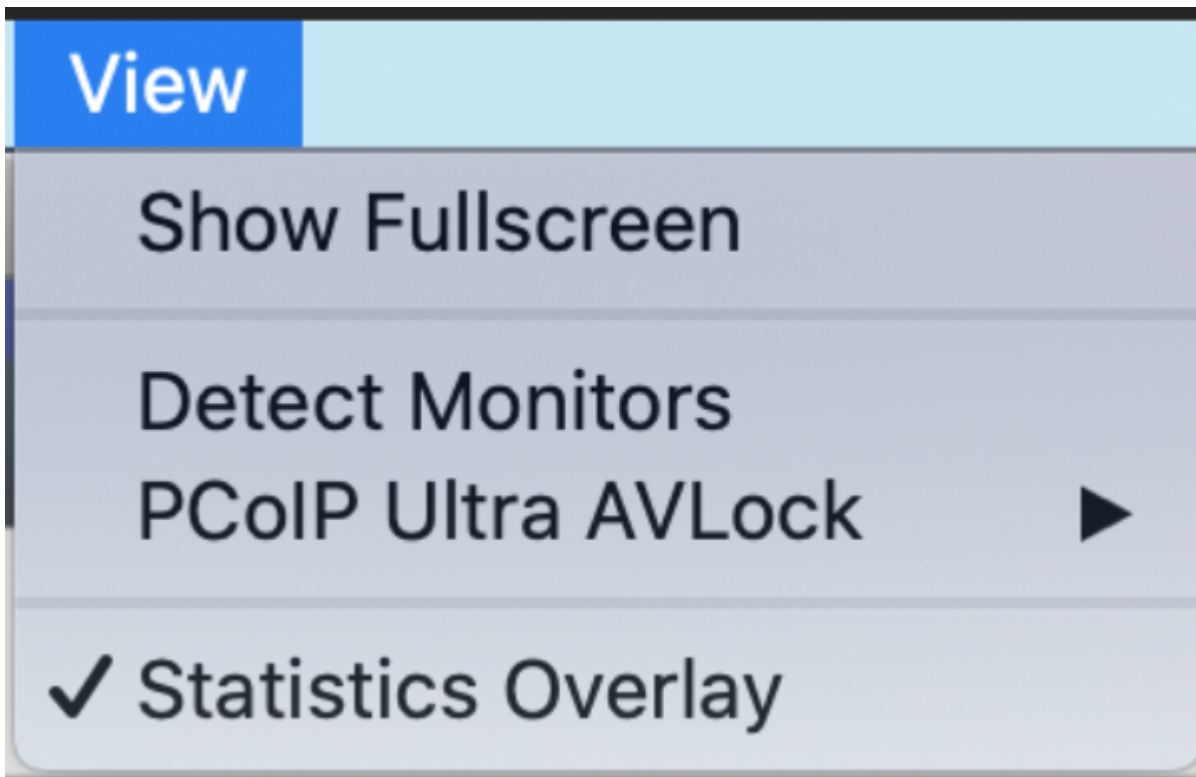 View
Show Fullscreen
Detect Monitors
PCoIP Ultra AVLock
Statistics Overlay